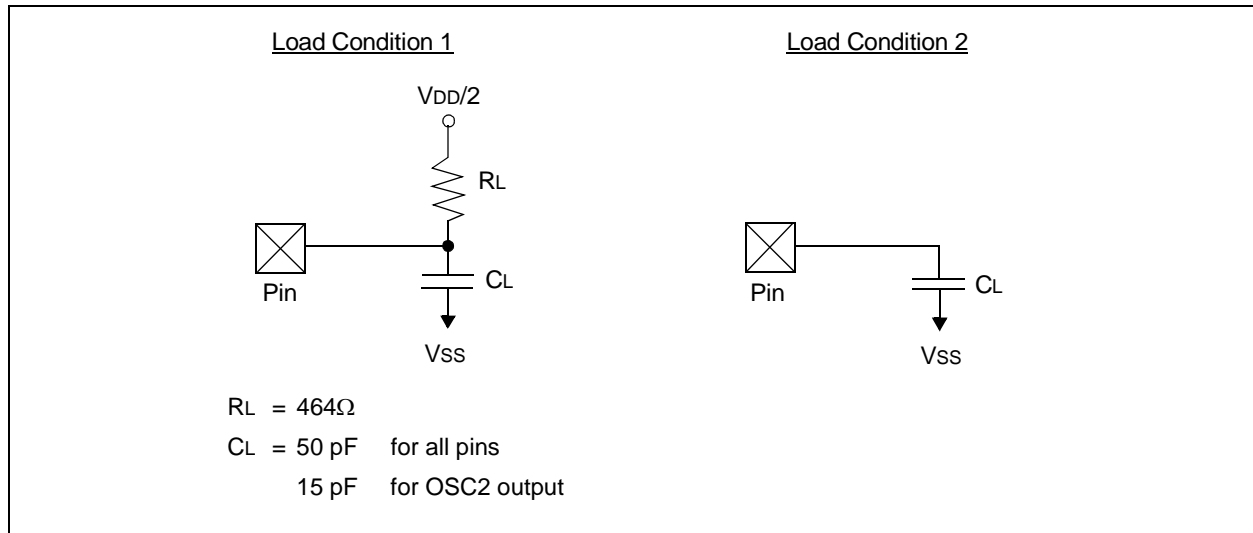 Load Condition 1
VDD/2
RL
Pin
CL
VSS
RL = 464Ω
CL = 50 pF for all pins
15 pF for OSC2 output
Load Condition 2
Pin
CL
VSS